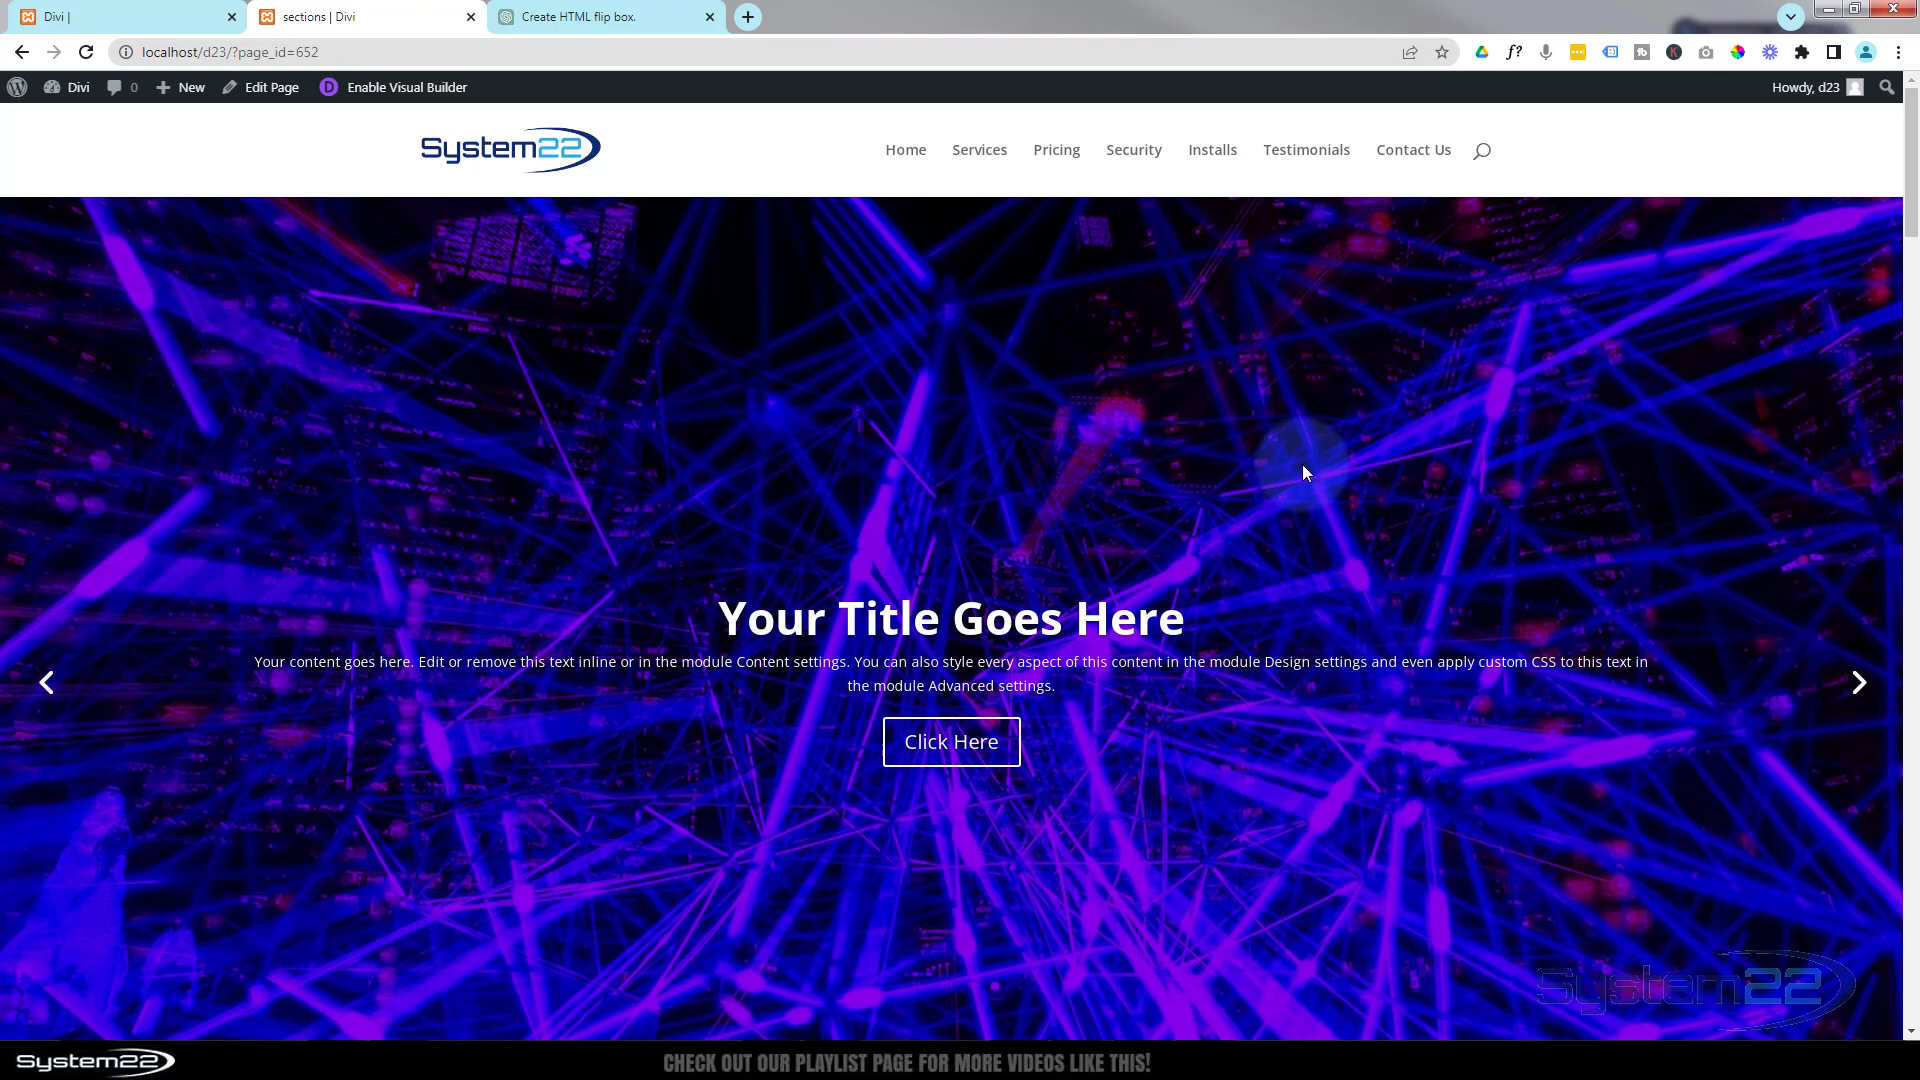 Divi |
sections | Divi
Create HTML flip box.
localhost/d23/?page_id=652
Divi
0
New
Edit Page
Enable Visual Builder
Howdy, d23
System22
Home
Services
Pricing
Security
Installs
Testimonials
Contact Us
Your Title Goes Here
Your content goes here. Edit or remove this text inline or in the module Content settings. You can also style every aspect of this content in the module Design settings and even apply custom CSS to this text in
the module Advanced settings.
Click Here
System22
System22
CHECK OUT OUR PLAYLIST PAGE FOR MORE VIDEOS LIKE THIS!